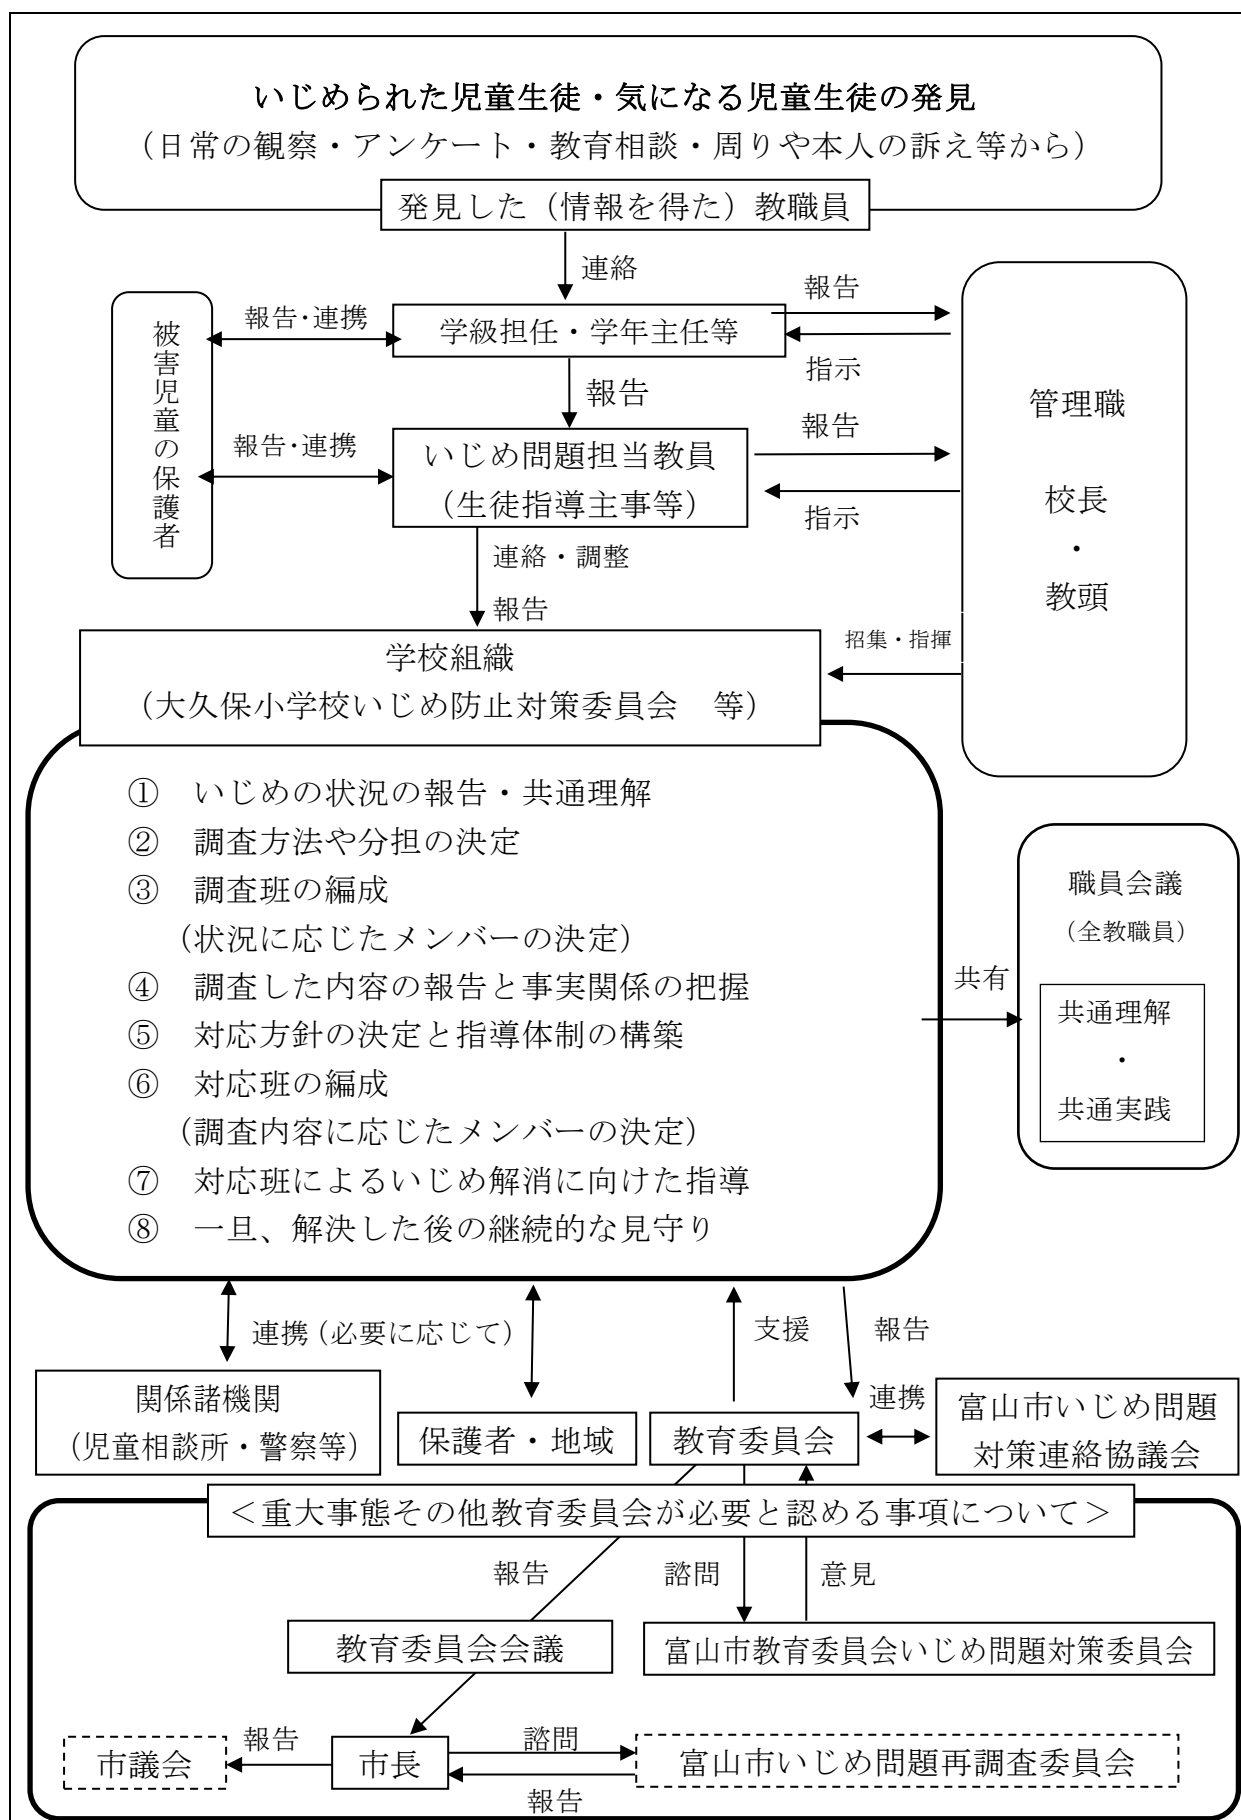 いじめられた児童生徒・気になる児童生徒の発見
（日常の観察・アンケート・教育相談・周りや本人の訴え等から）
発見した（情報を得た）教職員
連絡
報告
報告・連携
学級担任・学年主任等
指示
被害児童の保護者
報告
管理職
報告
報告・連携
いじめ問題担当教員
（生徒指導主事等）
指示
校長
・
教頭
連絡・調整
報告
招集・指揮
学校組織
（大久保小学校いじめ防止対策委員会　等）
①　いじめの状況の報告・共通理解
②　調査方法や分担の決定
③　調査班の編成
（状況に応じたメンバーの決定）
④　調査した内容の報告と事実関係の把握
⑤　対応方針の決定と指導体制の構築
⑥　対応班の編成
（調査内容に応じたメンバーの決定）
⑦　対応班によるいじめ解消に向けた指導
⑧　一旦、解決した後の継続的な見守り
職員会議
（全教職員）
共有
共通理解
・
共通実践
連携（必要に応じて）
支援
報告
関係諸機関
（児童相談所・警察等）
保護者・地域
教育委員会
連携
富山市いじめ問題
対策連絡協議会
＜重大事態その他教育委員会が必要と認める事項について＞
報告
諮問
意見
教育委員会会議
富山市教育委員会いじめ問題対策委員会
市議会
報告
市長
諮問
報告
富山市いじめ問題再調査委員会